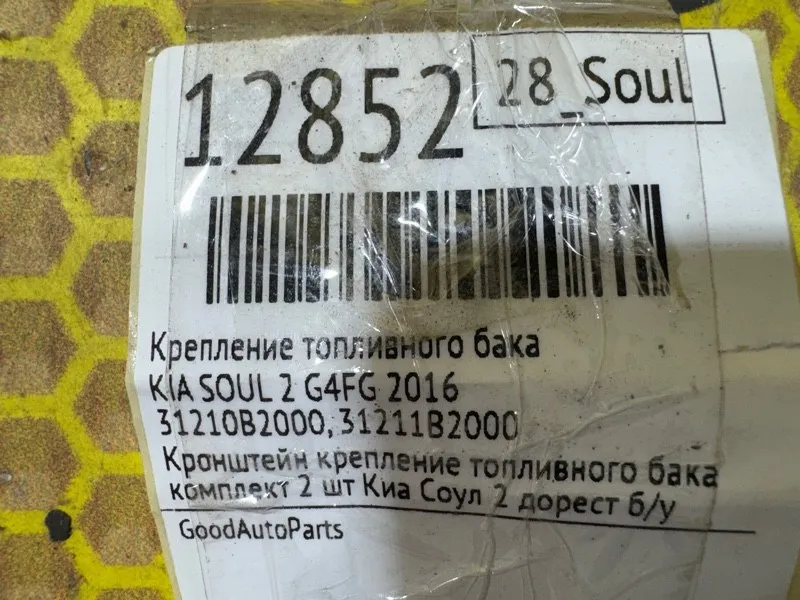 12852
28_Soul
Крепление топливного бака
KIA SOUL 2 G4FG 2016
31210B2000, 31211B2000
Кронштейн крепление топливного бака
комплект 2 шт Киа Соул 2 дорест б/у
GoodAutoParts